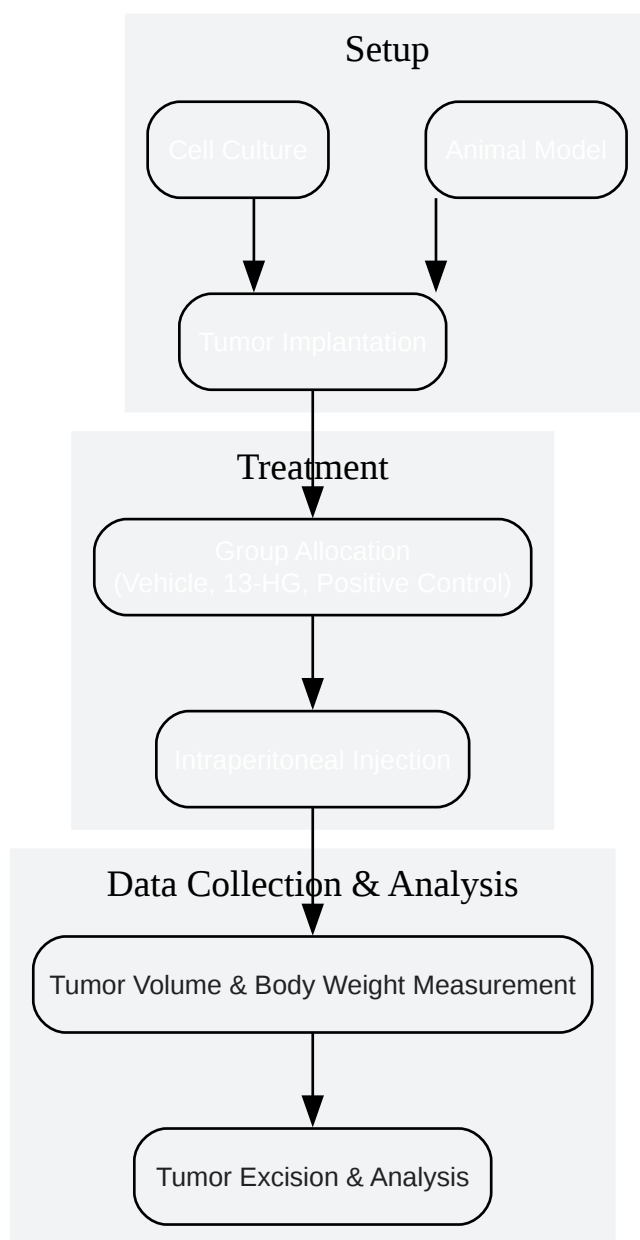 Setup
Cell Culture
Animal Model
Tumor Implantation
Treatment
Group Allocation
(Vehicle, 13-HG, Positive Control)
Intraperitoneal Injection
Data Collection & Analysis
Tumor Volume & Body Weight Measurement
Tumor Excision & Analysis